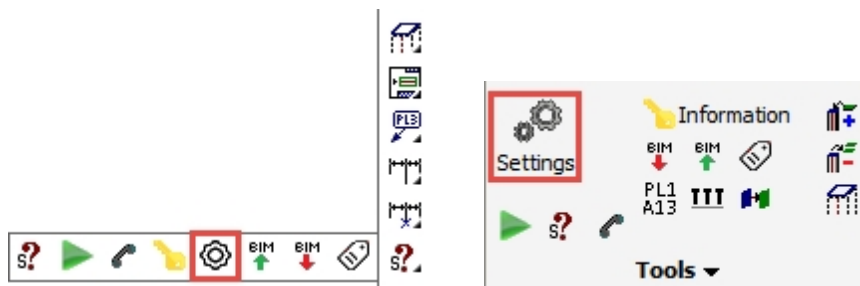 PL3
S?
BIM
BIM
S?
Settings
Information
BIM
BIM
PL1
A13
S?
Tools